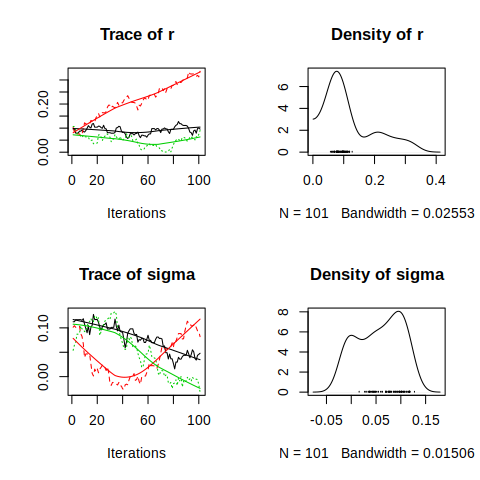 Trace of r
0.00 0.20
0 20 60 100
Iterations
Density of r
0 2 4 6
0.0 0.2 0.4
N = 101 Bandwidth = 0.02553
Trace of sigma
0.00 0.10
0 20 60 100
Iterations
Density of sigma
0 2 4 6 8
-0.05 0.05 0.15
N = 101 Bandwidth = 0.01506